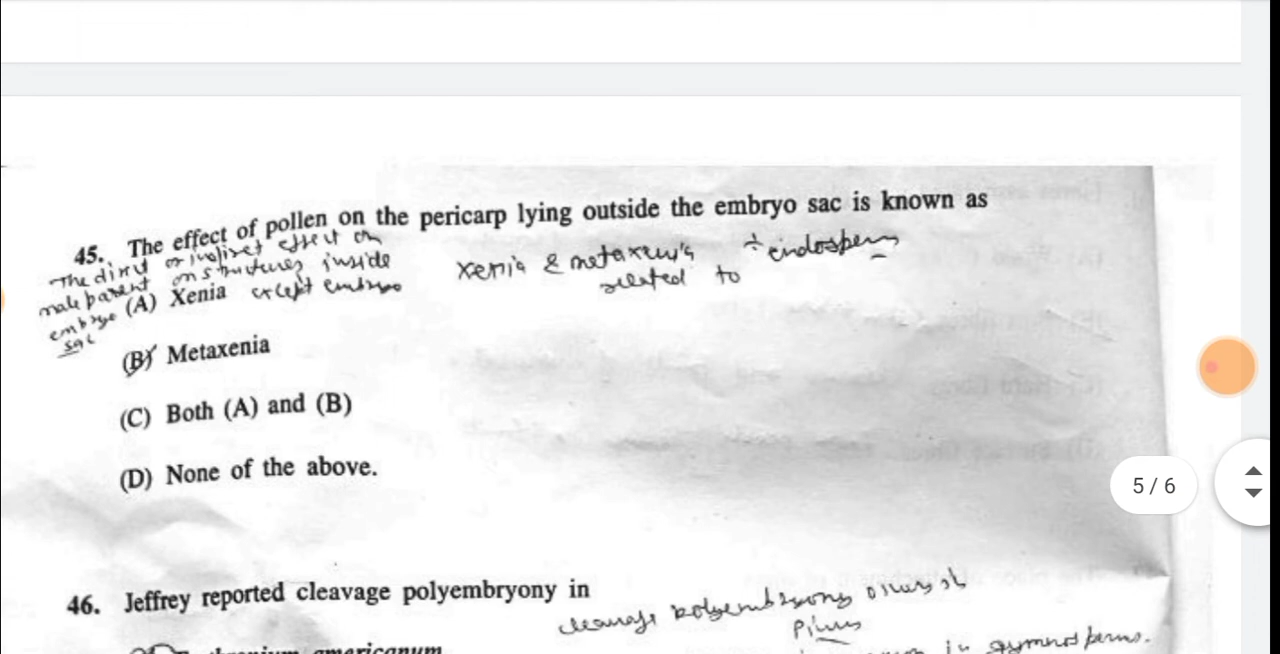 45. The effect of pollen on the pericarp lying outside the embryo sac is known as
The direct or indirect effect on
male parent on structures inside
embryo
sac
except embryo
xenia & metaxenia
related to
endosperm
(A) Xenia
(B) Metaxenia
(C) Both (A) and (B)
(D) None of the above.
5 / 6
46. Jeffrey reported cleavage polyembryony in
cleavage polyembryony
Pinus
in gymnosperms.
americanum